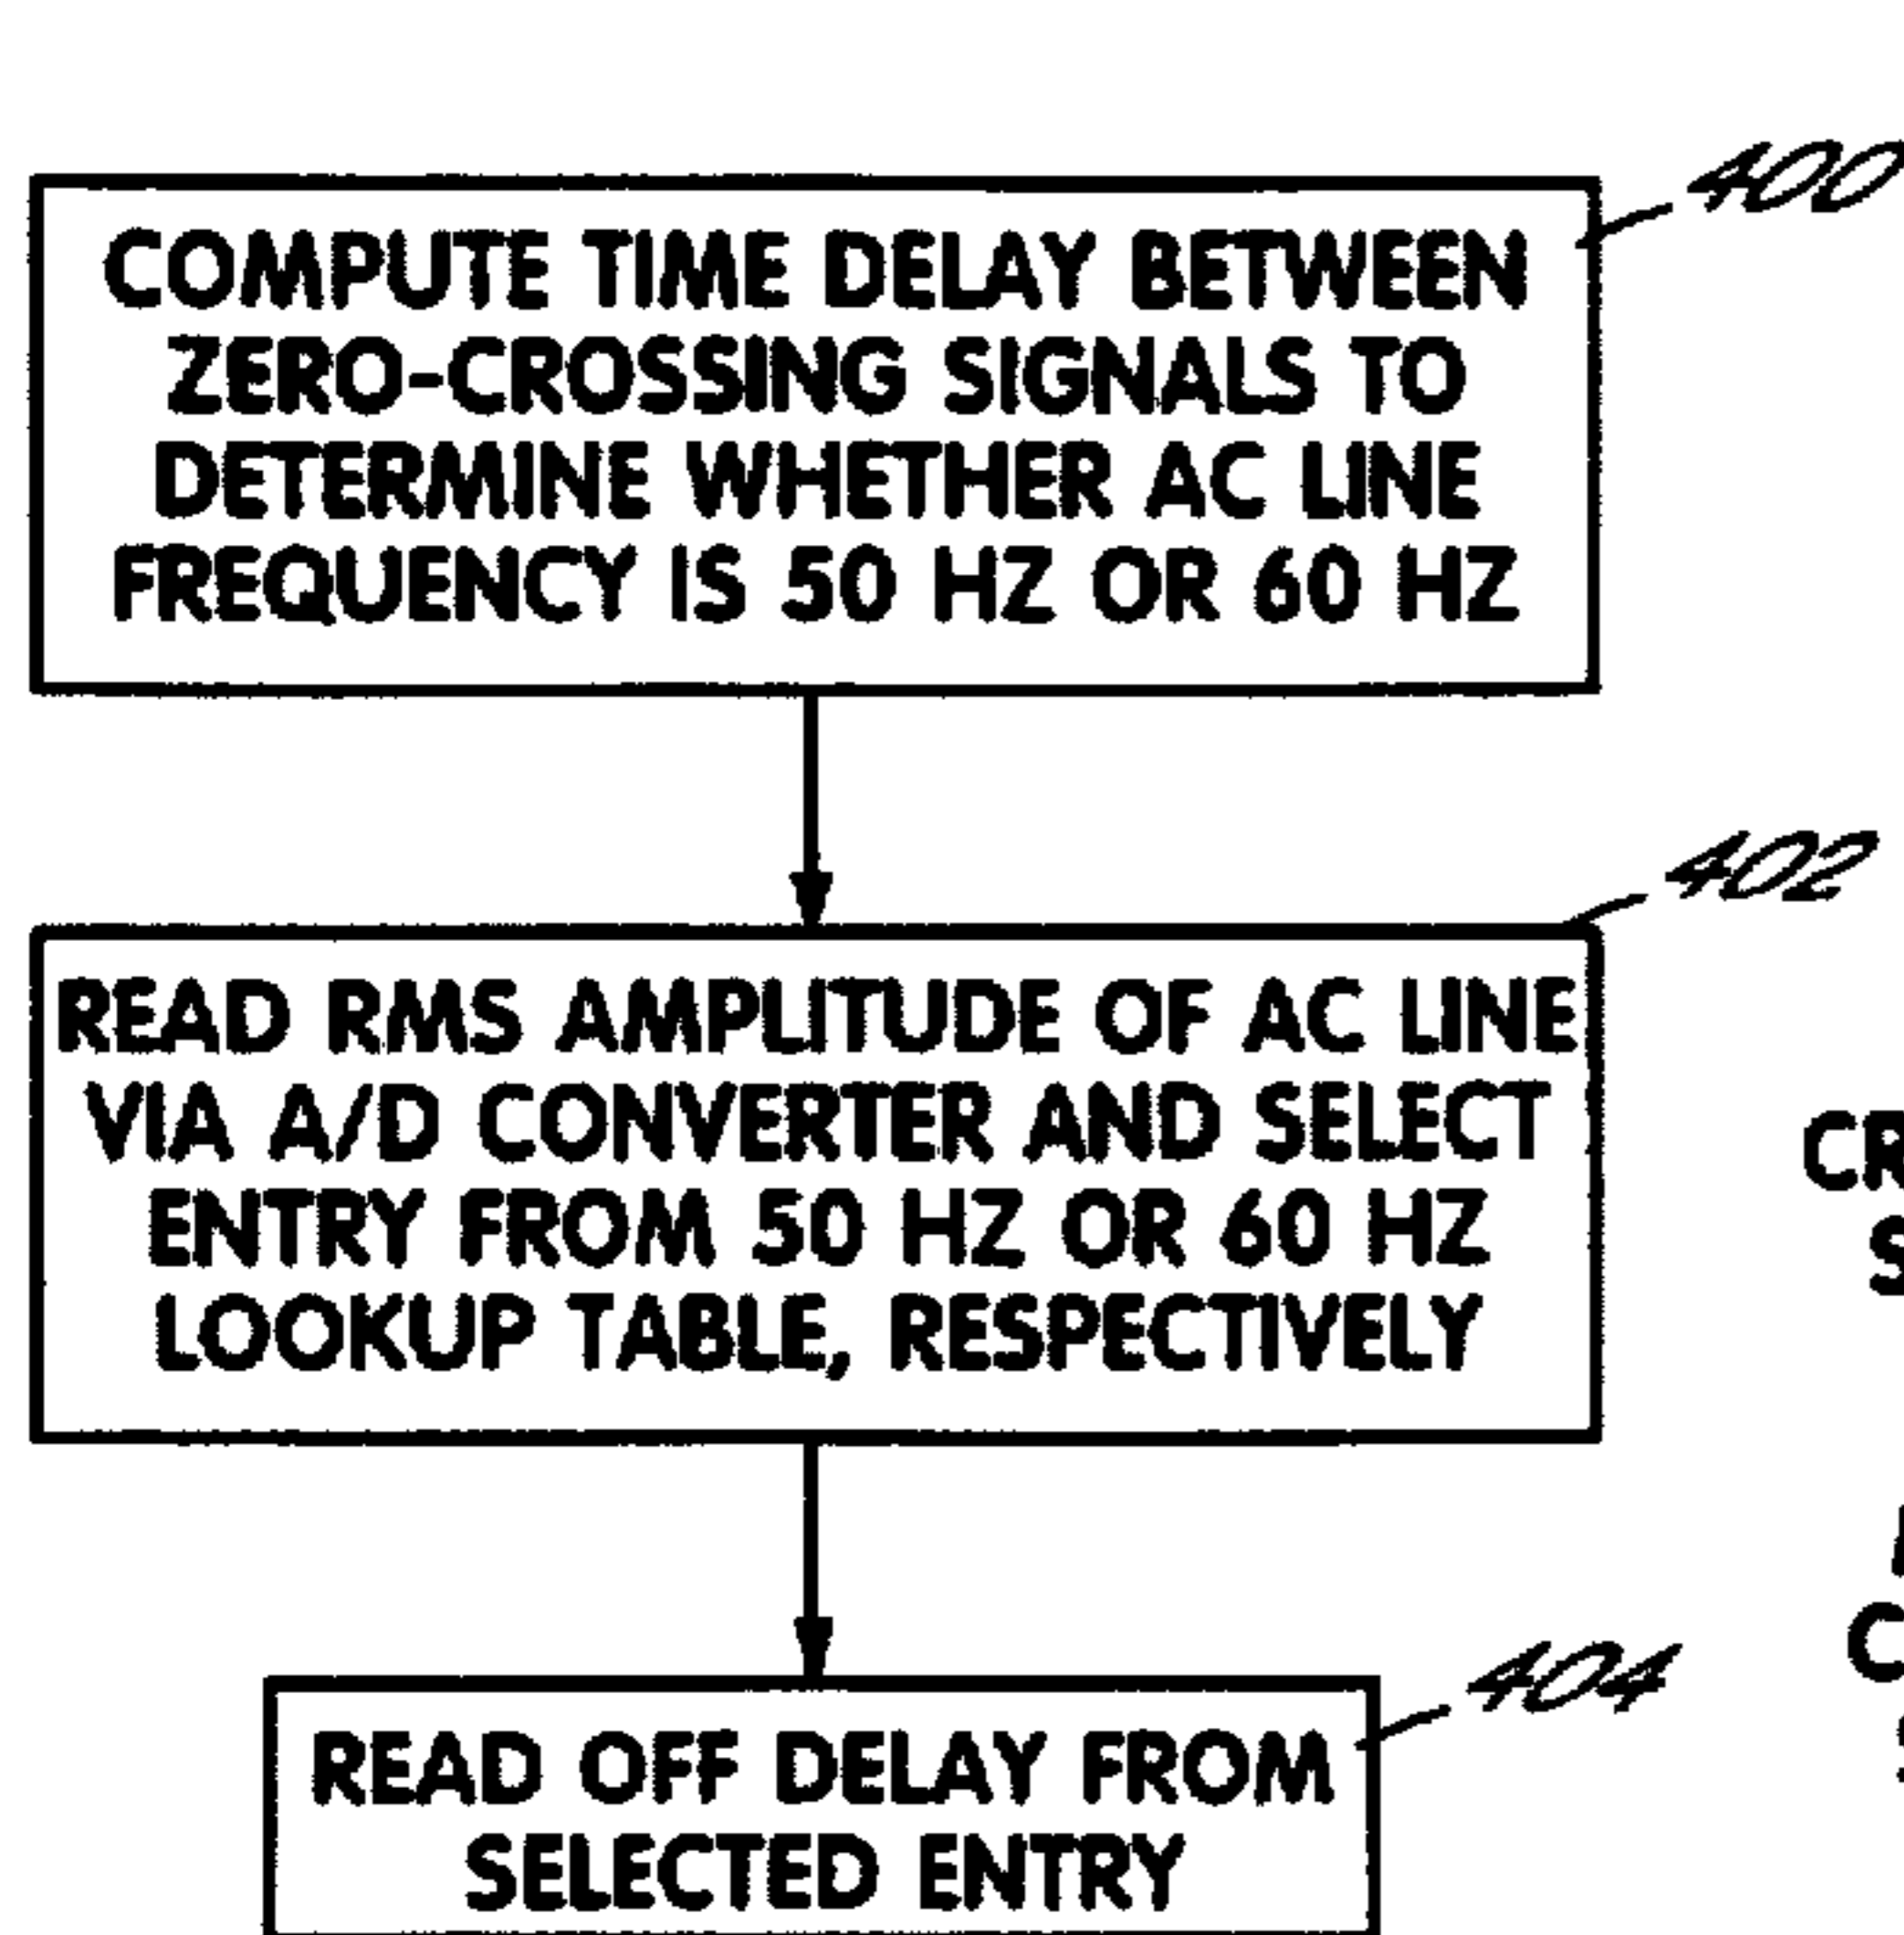 400
COMPUTE TIME DELAY BETWEEN
ZERO-CROSSING SIGNALS TO
DETERMINE WHETHER AC LINE
FREQUENCY IS 50 HZ OR 60 HZ
402
READ RMS AMPLITUDE OF AC LINE
VIA A/D CONVERTER AND SELECT
ENTRY FROM 50 HZ OR 60 HZ
LOOKUP TABLE, RESPECTIVELY
404
READ OFF DELAY FROM
SELECTED ENTRY